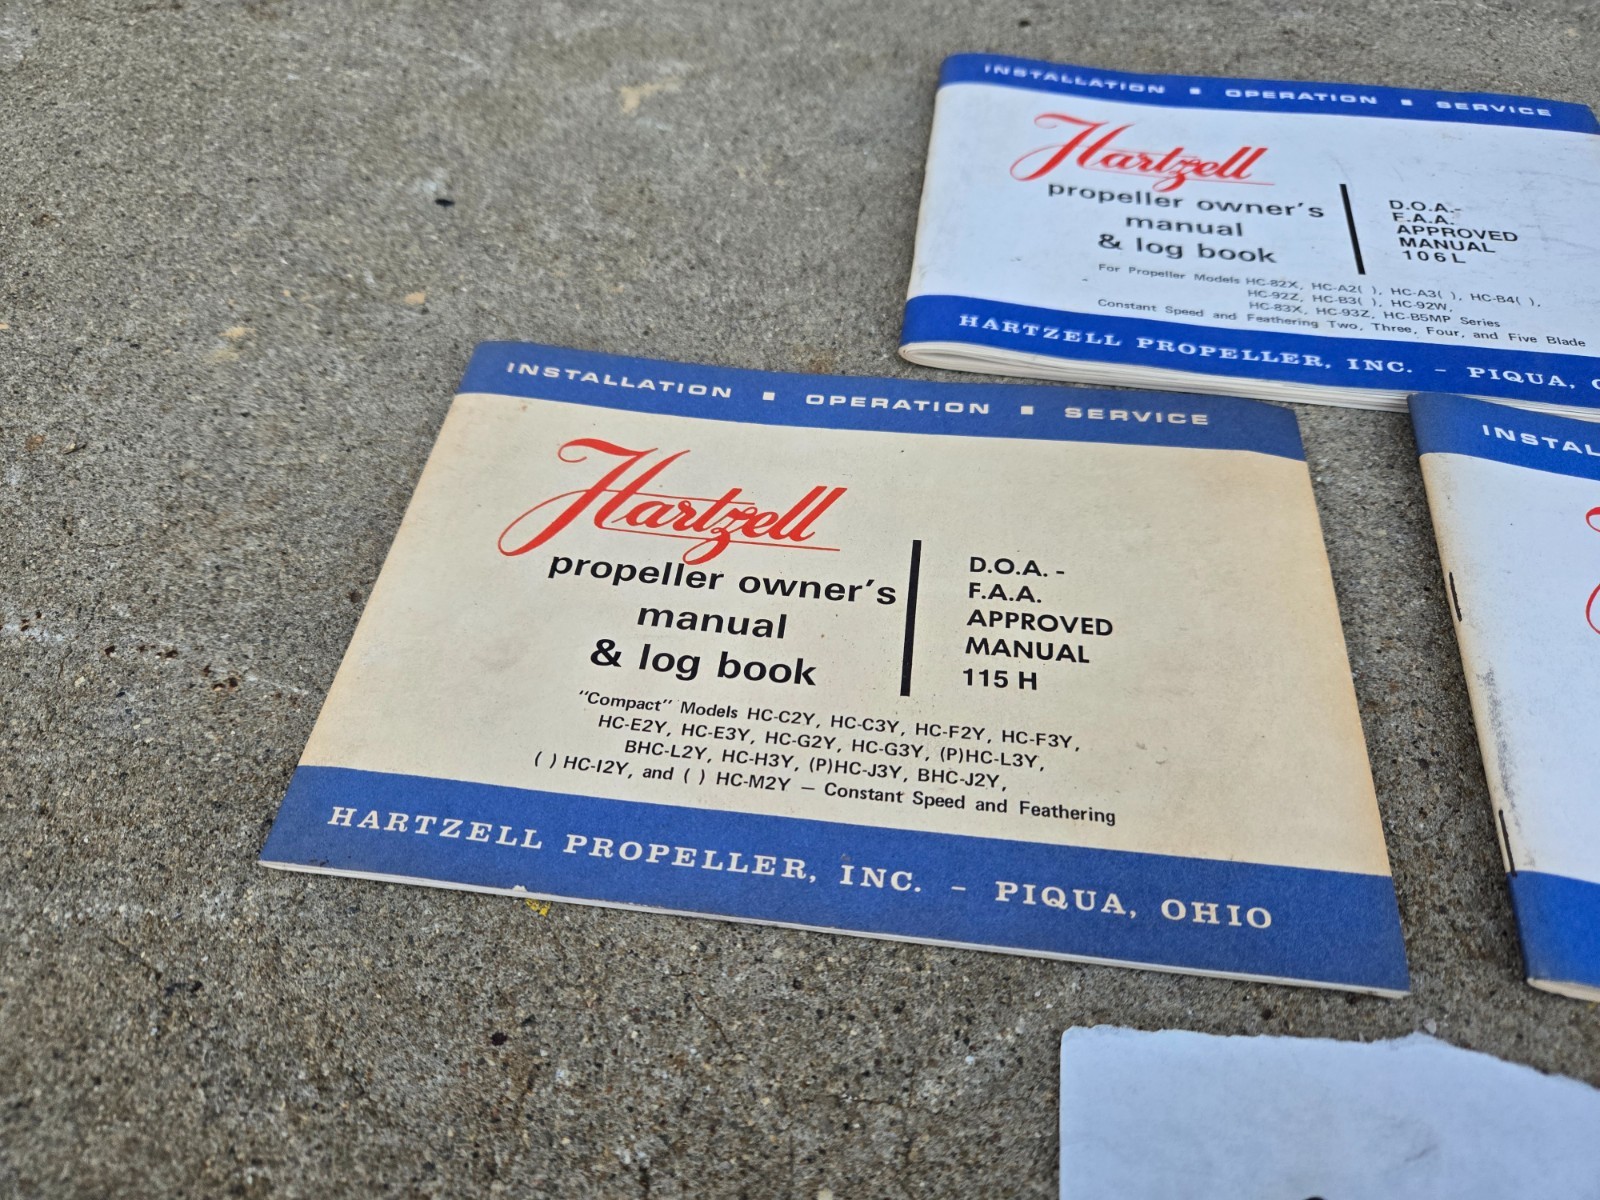 INSTALLATION ■ OPERATION ■ SERVICE
Hartzell
propeller owner's
manual
& log book
D.O.A.-
F.A.A.
APPROVED
MANUAL
106L
For Propeller Models HC-82X, HC-A2( ), HC-A3( ), HC-B4( ),
HC-92Z, HC-B3( ), HC-92W,
HC-83X, HC-93Z, HC-B5MP Series
Constant Speed and Feathering Two, Three, Four, and Five Blade
HARTZELL PROPELLER, INC. - PIQUA,
INSTALLATION ■ OPERATION ■ SERVICE
Hartzell
propeller owner's
manual
& log book
D.O.A. -
F.A.A.
APPROVED
MANUAL
115 H
"Compact" Models HC-C2Y, HC-C3Y, HC-F2Y, HC-F3Y,
HC-E2Y, HC-E3Y, HC-G2Y, HC-G3Y, (P)HC-L3Y,
BHC-L2Y, HC-H3Y, (P)HC-J3Y, BHC-J2Y,
( ) HC-I2Y, and ( ) HC-M2Y — Constant Speed and Feathering
HARTZELL PROPELLER, INC. - PIQUA, OHIO
INSTAL